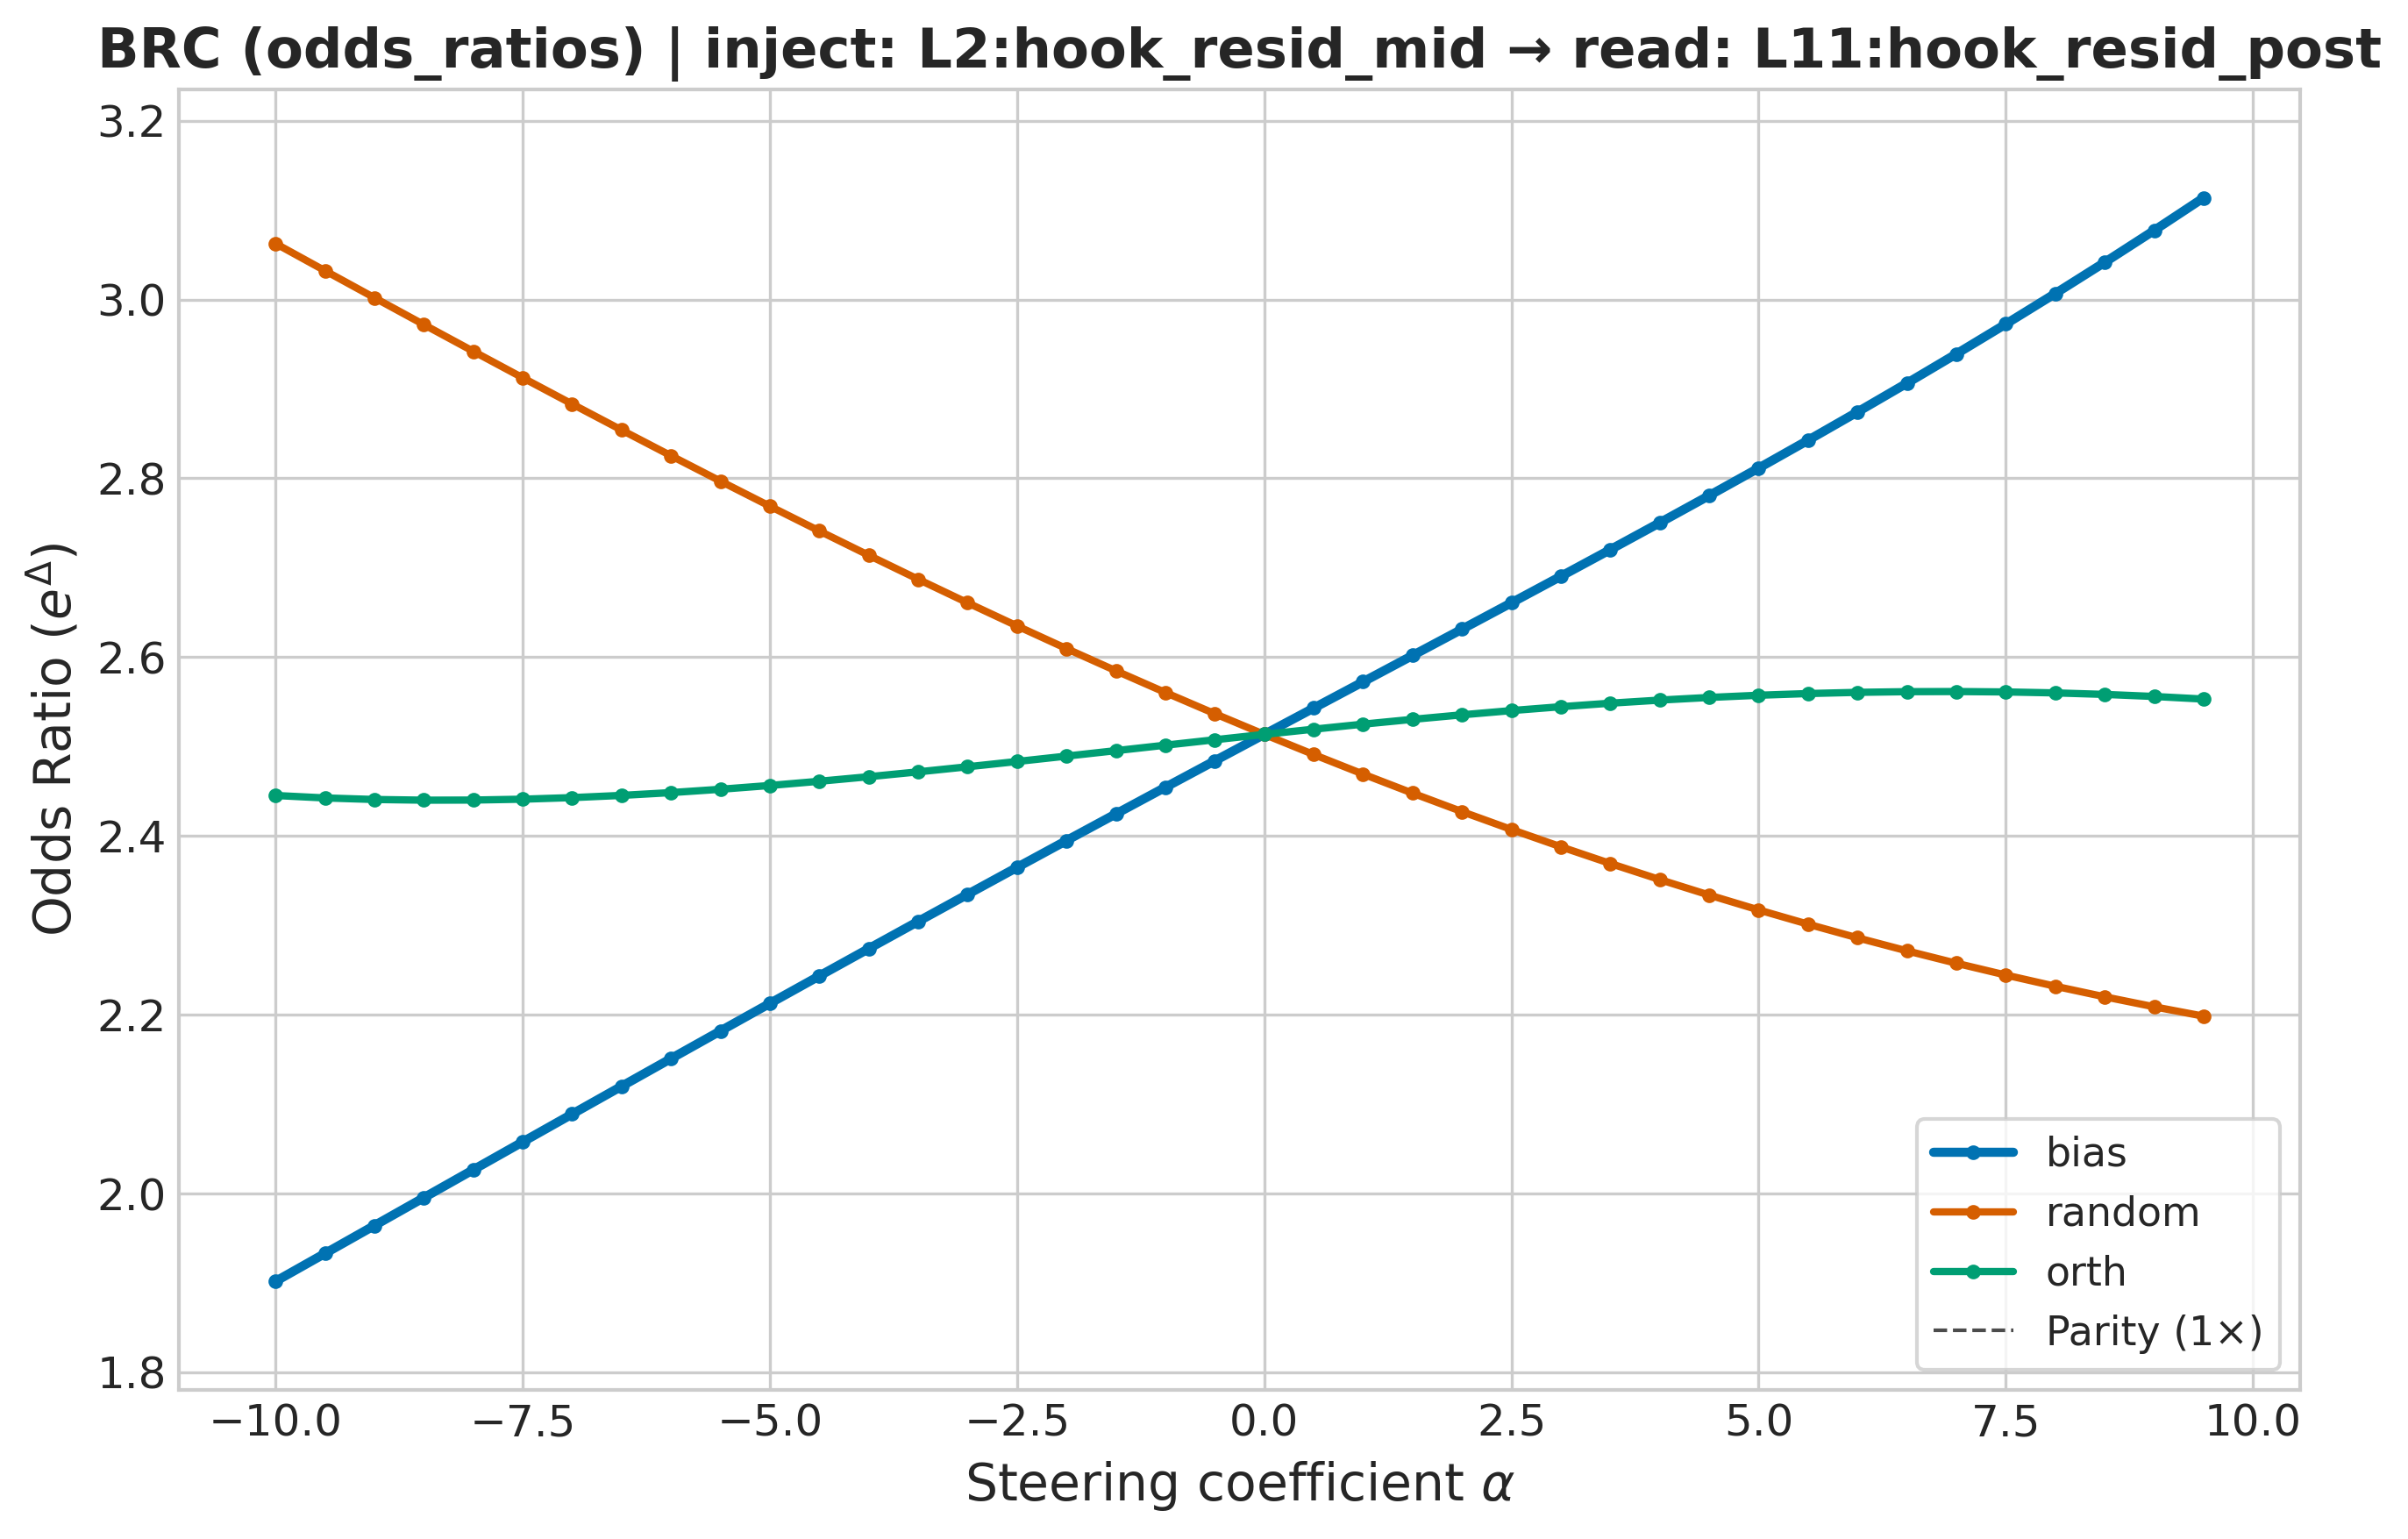 BRC (odds_ratios) | inject: L2:hook_resid_mid → read: L11:hook_resid_post
3.2
3.0
2.8
2.6
2.4
2.2
2.0
1.8
Odds Ratio (e^Δ)
−10.0 −7.5 −5.0 −2.5 0.0 2.5 5.0 7.5 10.0
Steering coefficient α
bias
random
orth
Parity (1×)